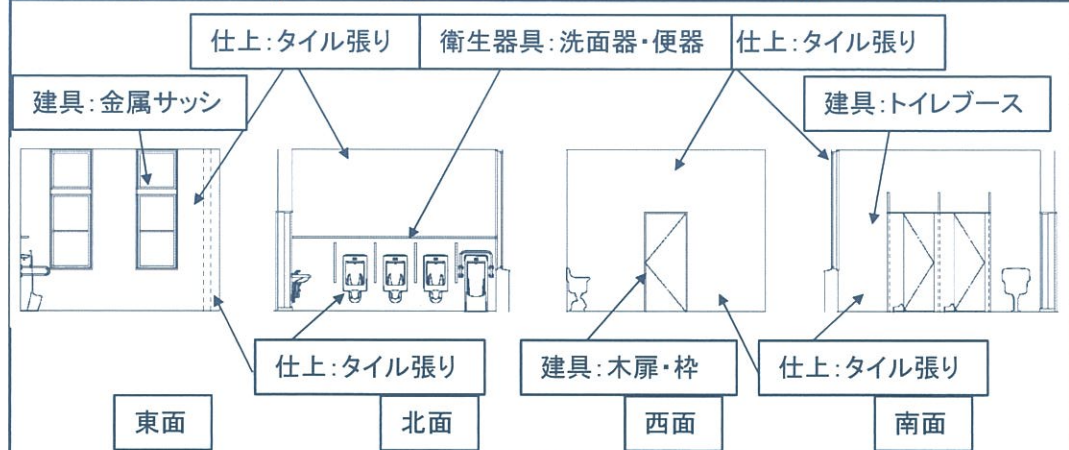 仕上:タイル張り
衛生器具:洗面器・便器
仕上:タイル張り
建具:金属サッシ
建具:トイレブース
仕上:タイル張り
建具:木扉・枠
仕上:タイル張り
東面
北面
西面
南面